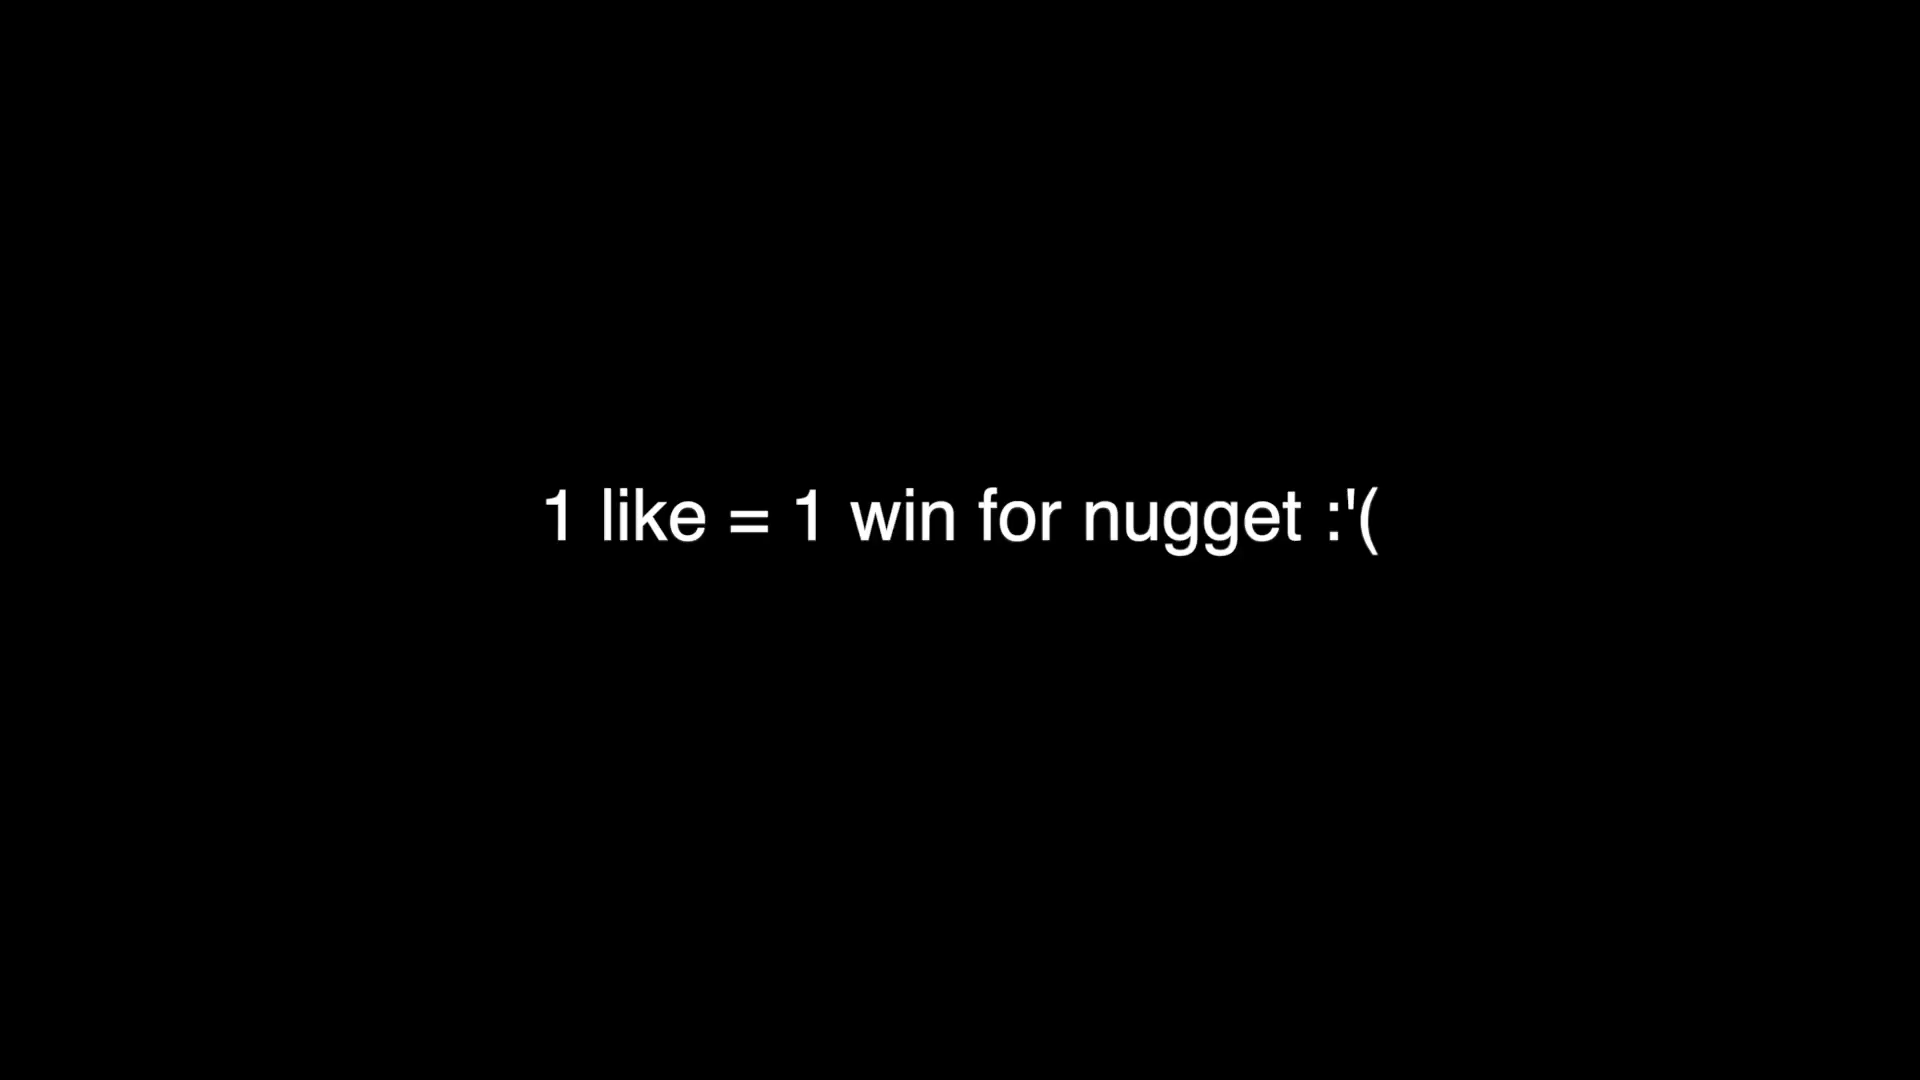 1 like = 1 win for nugget :'(